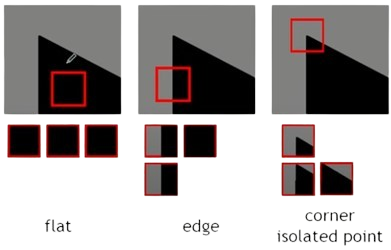 flat
edge
corner
isolated point